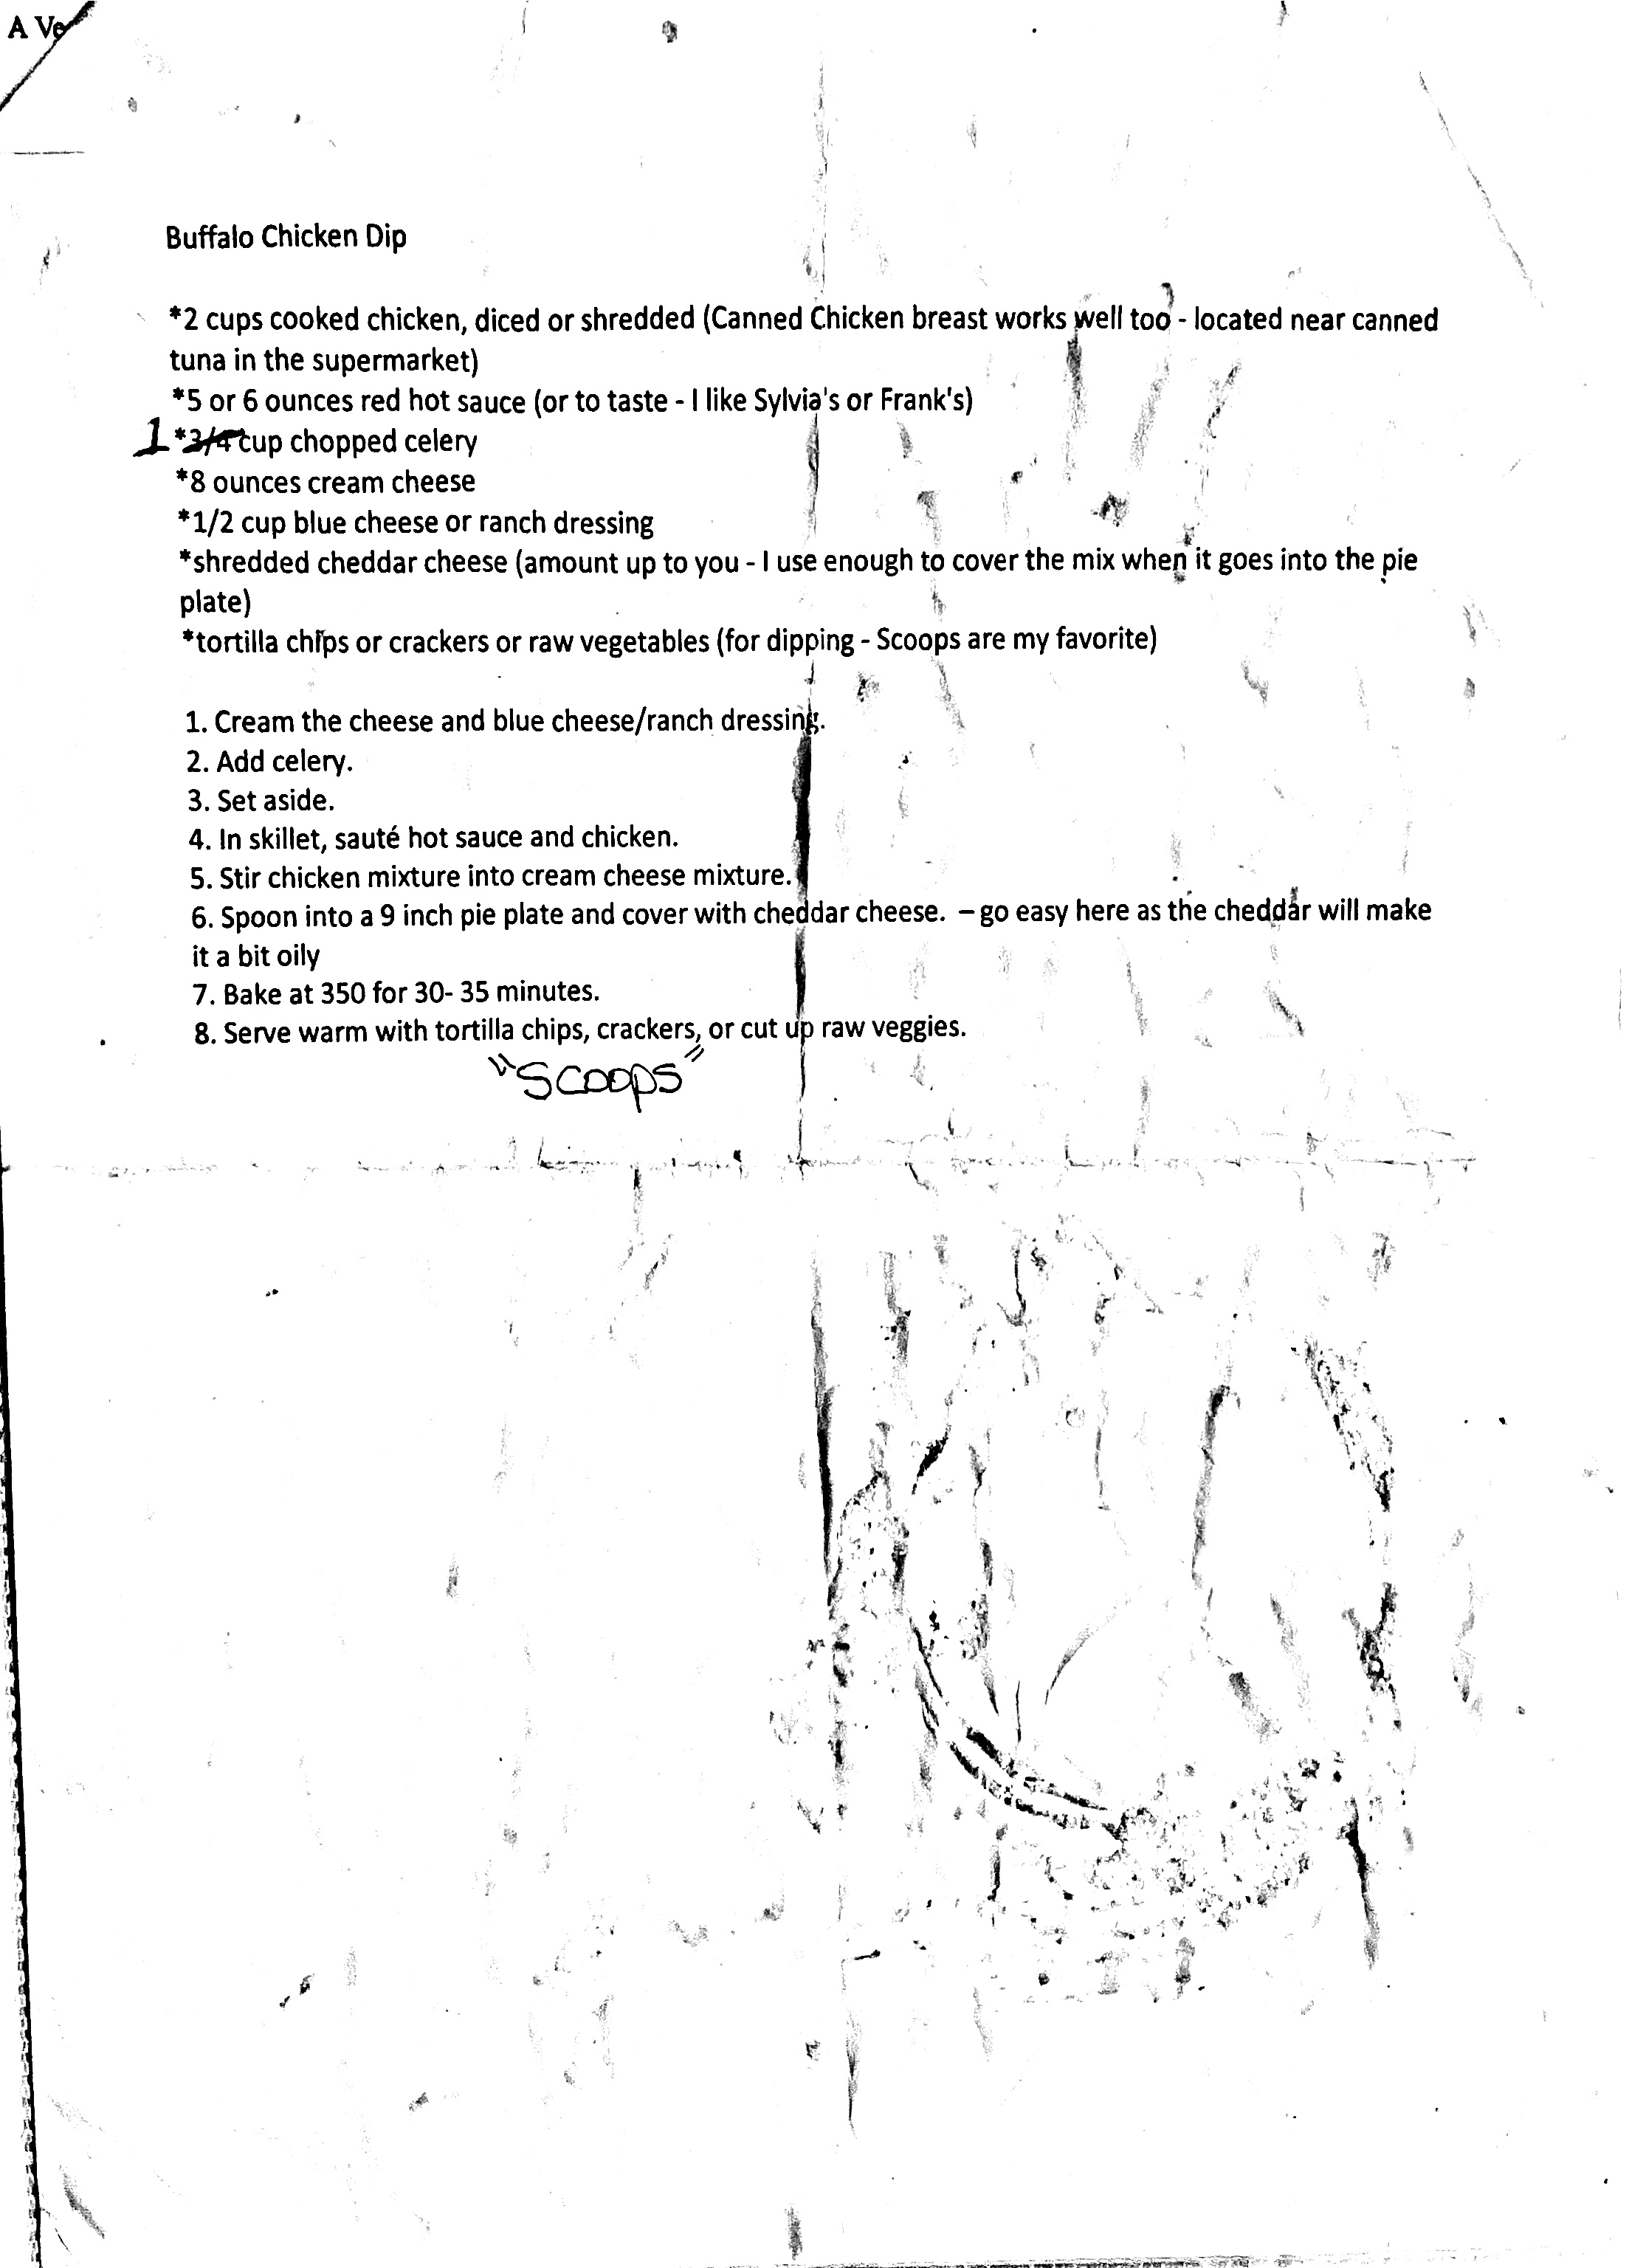 A Ve
Buffalo Chicken Dip
*2 cups cooked chicken, diced or shredded (Canned Chicken breast works well too - located near canned
tuna in the supermarket)
*5 or 6 ounces red hot sauce (or to taste - I like Sylvia's or Frank's)
1 *3/4 cup chopped celery
*8 ounces cream cheese
*1/2 cup blue cheese or ranch dressing
*shredded cheddar cheese (amount up to you - I use enough to cover the mix when it goes into the pie
plate)
*tortilla chips or crackers or raw vegetables (for dipping - Scoops are my favorite)
1. Cream the cheese and blue cheese/ranch dressing.
2. Add celery.
3. Set aside.
4. In skillet, sauté hot sauce and chicken.
5. Stir chicken mixture into cream cheese mixture.
6. Spoon into a 9 inch pie plate and cover with cheddar cheese. – go easy here as the cheddar will make
it a bit oily
7. Bake at 350 for 30- 35 minutes.
8. Serve warm with tortilla chips, crackers, or cut up raw veggies.
"Scoops"